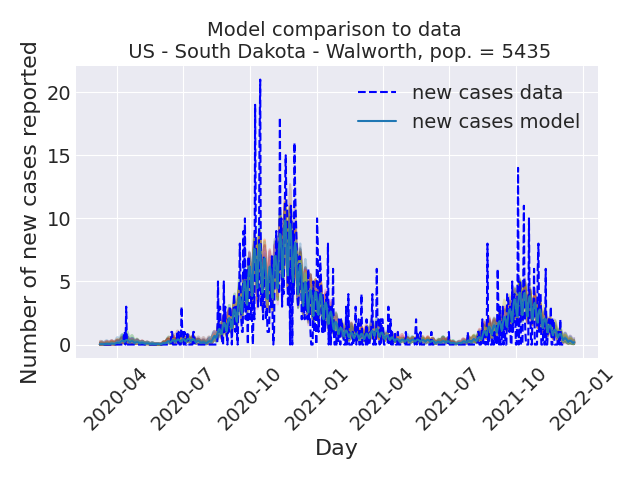 Model comparison to data
US - South Dakota - Walworth, pop. = 5435
Number of new cases reported
20
15
10
5
0
new cases data
new cases model
2020-04
2020-07
2020-10
2021-01
2021-04
2021-07
2021-10
2022-01
Day